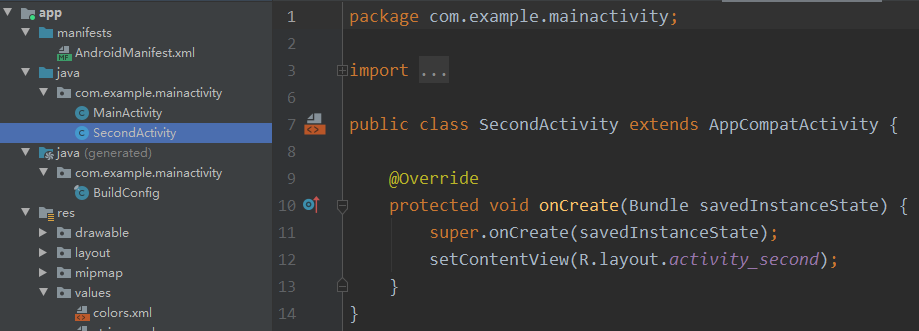 app
manifests
AndroidManifest.xml
java
com.example.mainactivity
MainActivity
SecondActivity
java (generated)
com.example.mainactivity
BuildConfig
res
drawable
layout
mipmap
values
colors.xml
1 package com.example.mainactivity;
2
3 import ...
6
7 public class SecondActivity extends AppCompatActivity {
8
9 @Override
10 protected void onCreate(Bundle savedInstanceState) {
11 super.onCreate(savedInstanceState);
12 setContentView(R.layout.activity_second);
13 }
14 }